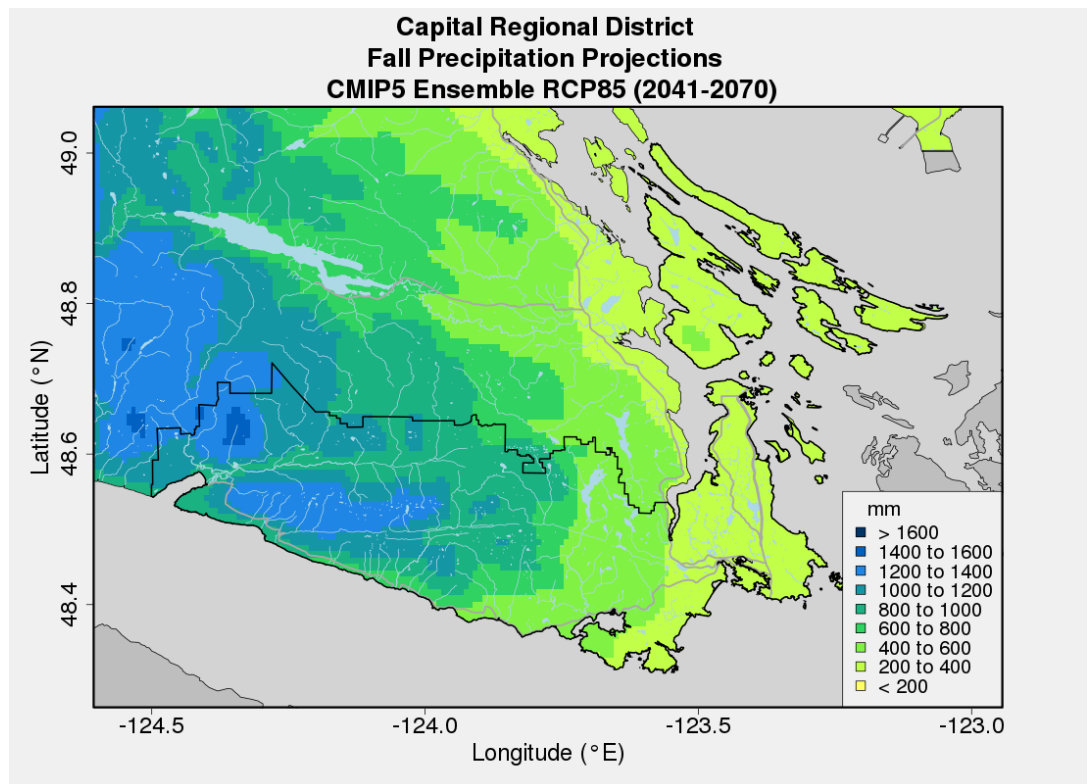 Capital Regional District
Fall Precipitation Projections
CMIP5 Ensemble RCP85 (2041-2070)
49.0
48.8
48.6
48.4
Latitude (°N)
-124.5
-124.0
-123.5
-123.0
Longitude (°E)
mm
> 1600
1400 to 1600
1200 to 1400
1000 to 1200
800 to 1000
600 to 800
400 to 600
200 to 400
< 200